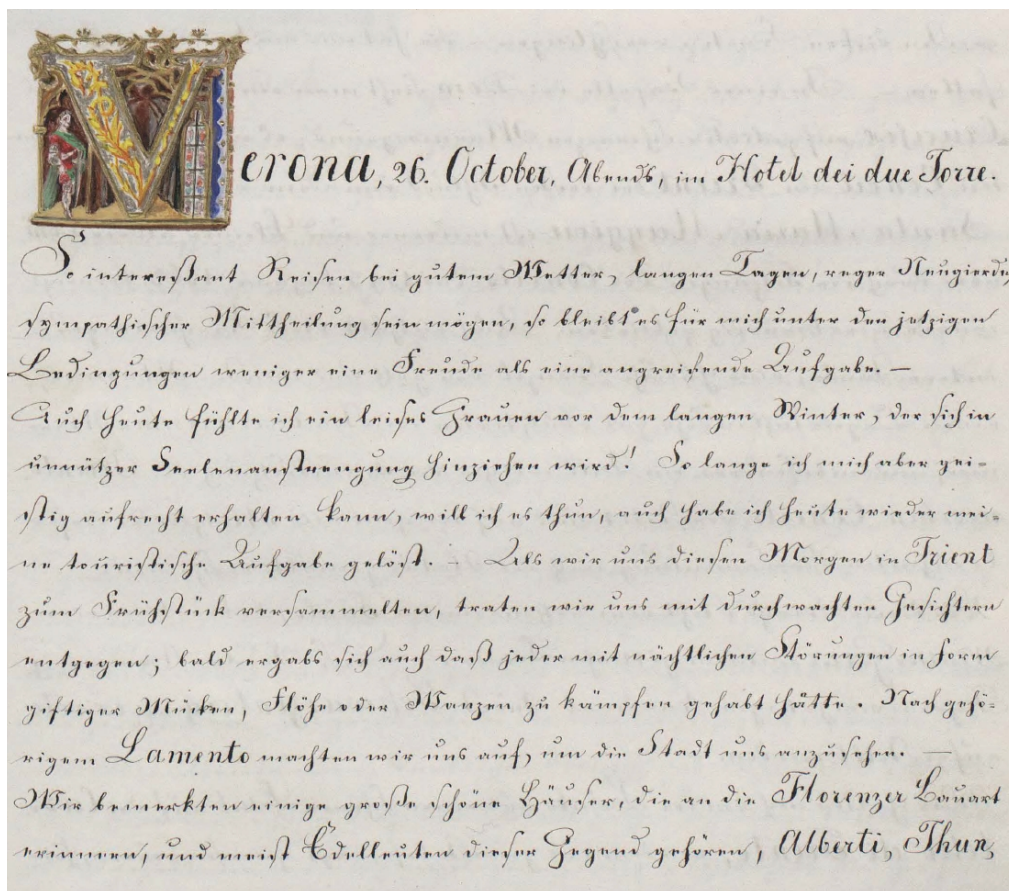 Verona, 26. October, Abends, im Hotel dei due Torre.
So interessant Reisen bei gutem Wetter, langen Tagen, reger Neugierde,
sympathischer Mittheilung sein mögen, so bleibt es für mich unter den jetzigen
Bedingungen weniger eine Freude als eine angreifende Aufgabe. —
Auch heute fühlte ich ein leises Grauen vor dem langen Winter, der sich in
unnützer Seelenanstrengung hinziehen wird! So lange ich mich aber gei-
stig aufrecht erhalten kann, will ich es thun, auch habe ich heute wieder mei-
ne touristische Aufgabe gelöst. – Als wir uns diesen Morgen in Trient
zum Frühstück versammelten, traten wir uns mit durchwachten Gesichtern
entgegen; bald ergabs sich auch daß jeder mit nächtlichen Störungen in Form
giftiger Mücken, Flöhe oder Wanzen zu kämpfen gehabt hätte. Nach gehö-
rigem Lamento machten wir uns auf, um die Stadt uns anzusehen. —
Wir bemerkten einige große schöne Häuser, die an die Florenzer Bauart
erinnern, und meist Edelleuten dieser Gegend gehören, Alberti, Thun,